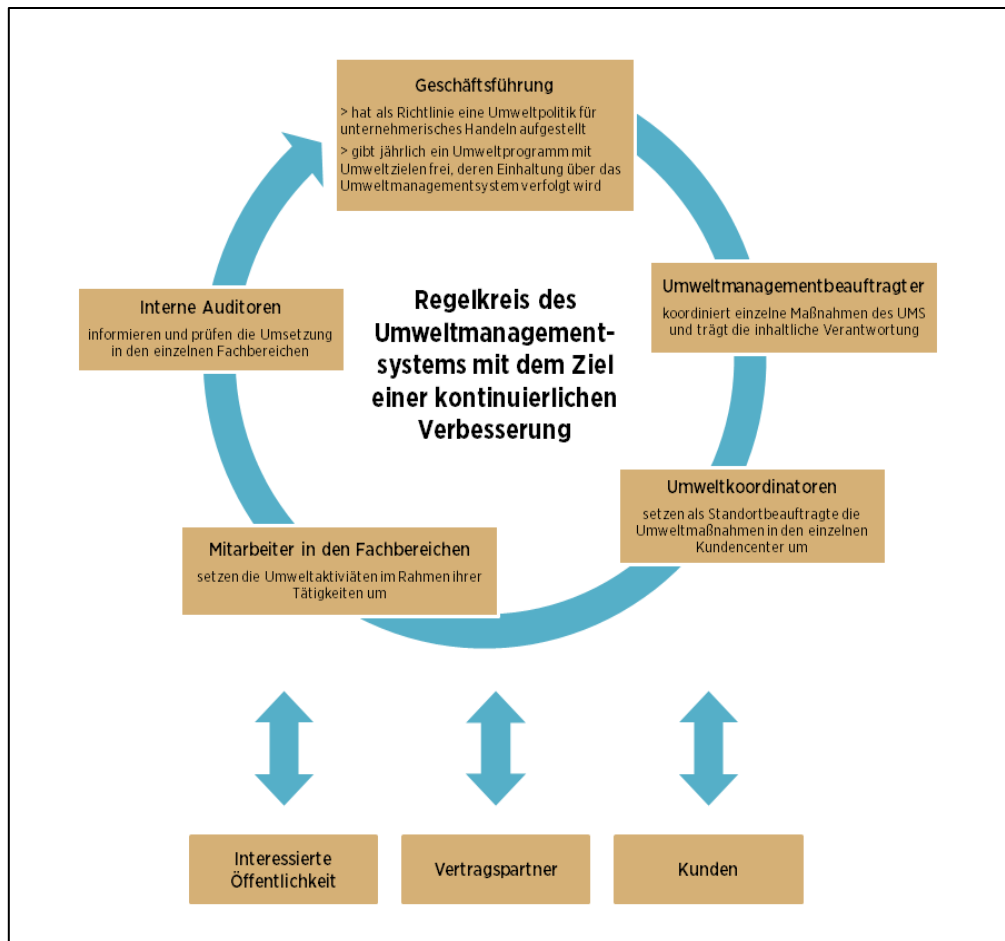 Geschäftsführung
> hat als Richtlinie eine Umweltpolitik für
unternehmerisches Handeln aufgestellt
> gibt jährlich ein Umweltprogramm mit
Umweltzielen frei, deren Einhaltung über das
Umweltmanagementsystem verfolgt wird
Umweltmanagementbeauftragter
koordiniert einzelne Maßnahmen des UMS
und trägt die inhaltliche Verantwortung
Umweltkoordinatoren
setzen als Standortbeauftragte die
Umweltmaßnahmen in den einzelnen
Kundencenter um
Mitarbeiter in den Fachbereichen
setzen die Umweltaktiviäten im Rahmen ihrer
Tätigkeiten um
Interne Auditoren
informieren und prüfen die Umsetzung
in den einzelnen Fachbereichen
Regelkreis des
Umweltmanagement-
systems mit dem Ziel
einer kontinuierlichen
Verbesserung
Interessierte
Öffentlichkeit
Vertragspartner
Kunden